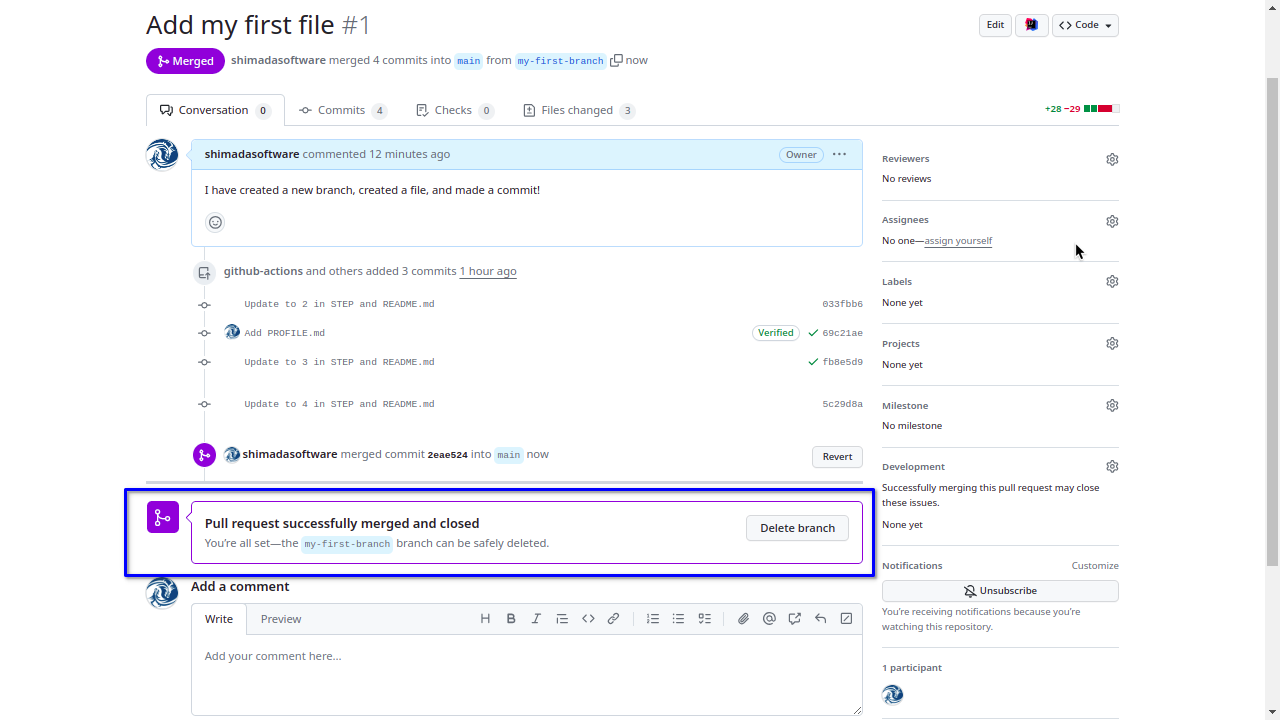 Add my first file #1
Edit
Code
Merged
shimadasoftware merged 4 commits into main from my-first-branch now
Conversation 0
Commits 4
Checks 0
Files changed 3
+28 −29
shimadasoftware commented 12 minutes ago
Owner
I have created a new branch, created a file, and made a commit!
github-actions and others added 3 commits 1 hour ago
Update to 2 in STEP and README.md 033fbb6
Add PROFILE.md Verified 69c21ae
Update to 3 in STEP and README.md fb8e5d9
Update to 4 in STEP and README.md 5c29d8a
shimadasoftware merged commit 2eae524 into main now
Revert
Pull request successfully merged and closed
You're all set—the my-first-branch branch can be safely deleted.
Delete branch
Add a comment
Write
Preview
Add your comment here...
Reviewers
No reviews
Assignees
No one—assign yourself
Labels
None yet
Projects
None yet
Milestone
No milestone
Development
Successfully merging this pull request may close
these issues.
None yet
Notifications
Customize
Unsubscribe
You're receiving notifications because you're
watching this repository.
1 participant